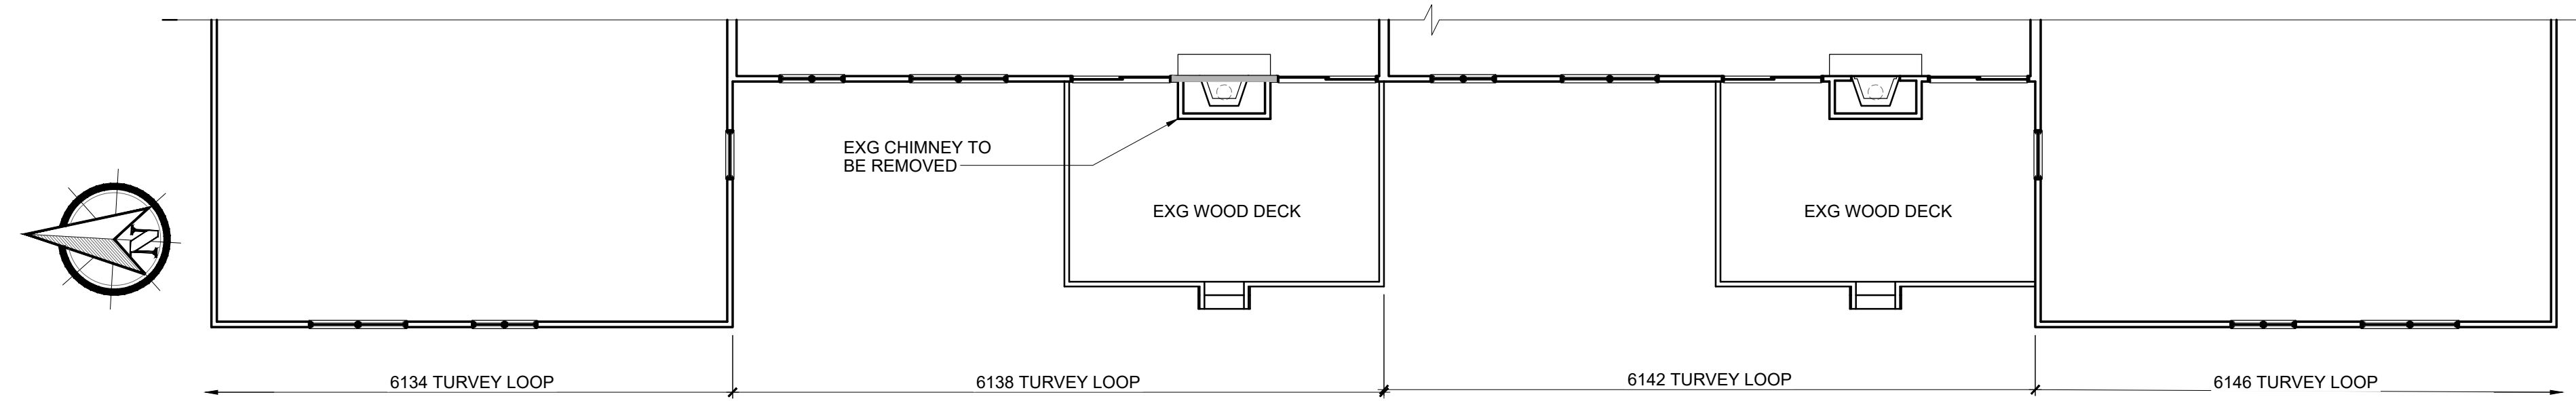 EXG CHIMNEY TO
BE REMOVED
EXG WOOD DECK
EXG WOOD DECK
N
6134 TURVEY LOOP
6138 TURVEY LOOP
6142 TURVEY LOOP
6146 TURVEY LOOP